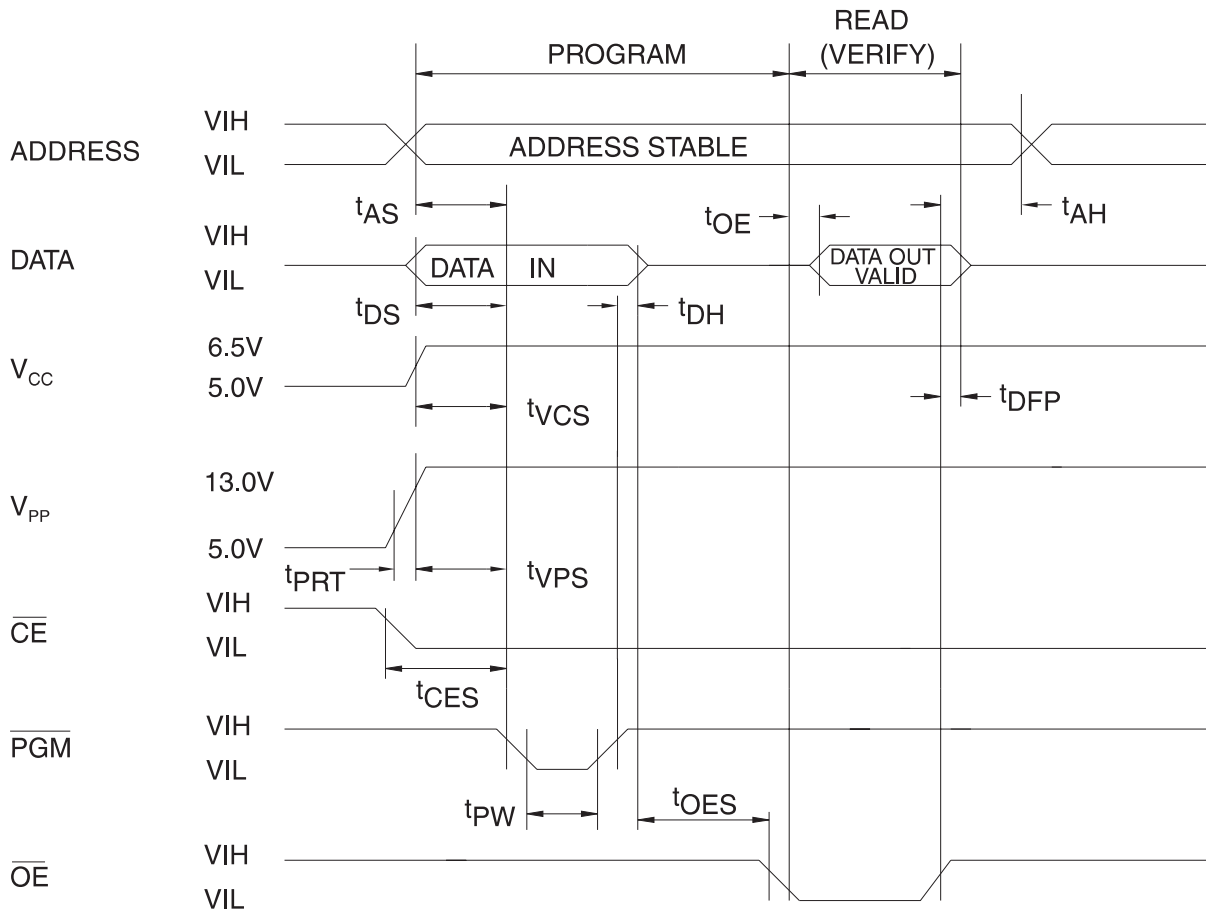 READ
PROGRAM (VERIFY)
ADDRESS VIH ADDRESS STABLE
VIL
tAS tOE tAH
DATA VIH DATA IN DATA OUT
VIL VALID
tDS tDH
VCC 6.5V
5.0V
tVCS tDFP
VPP 13.0V
5.0V
tPRT tVPS
CE VIH
VIL
tCES
PGM VIH
VIL
tPW tOES
OE VIH
VIL